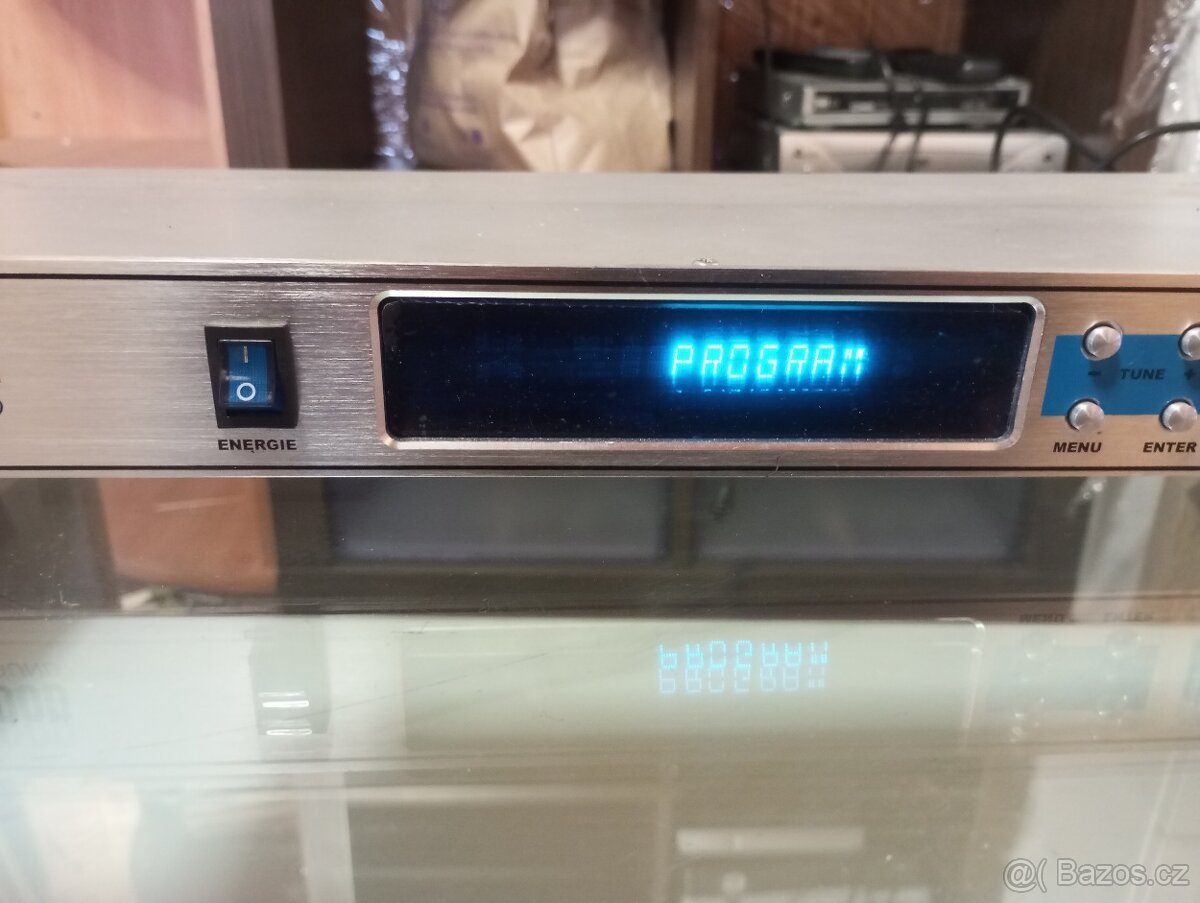 PROGRAM
- TUNE +
ENERGIE
MENU ENTER
@( Bazos.cz